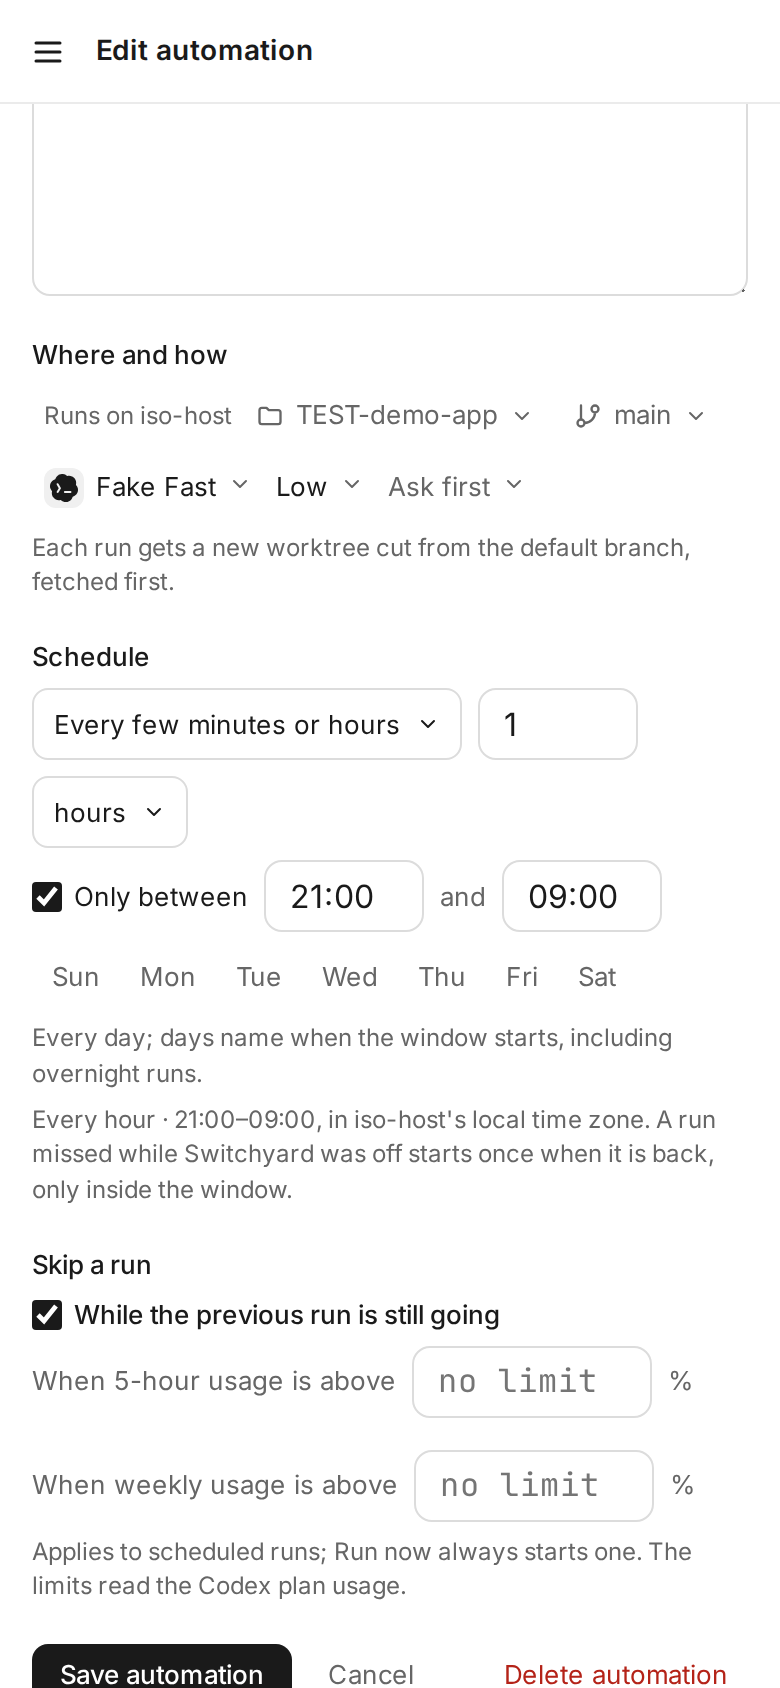 Edit automation
Where and how
Runs on iso-host TEST-demo-app main
Fake Fast Low Ask first
Each run gets a new worktree cut from the default branch,
fetched first.
Schedule
Every few minutes or hours 1
hours
Only between 21:00 and 09:00
Sun Mon Tue Wed Thu Fri Sat
Every day; days name when the window starts, including
overnight runs.
Every hour · 21:00–09:00, in iso-host's local time zone. A run
missed while Switchyard was off starts once when it is back,
only inside the window.
Skip a run
While the previous run is still going
When 5-hour usage is above no limit %
When weekly usage is above no limit %
Applies to scheduled runs; Run now always starts one. The
limits read the Codex plan usage.
Save automation Cancel Delete automation